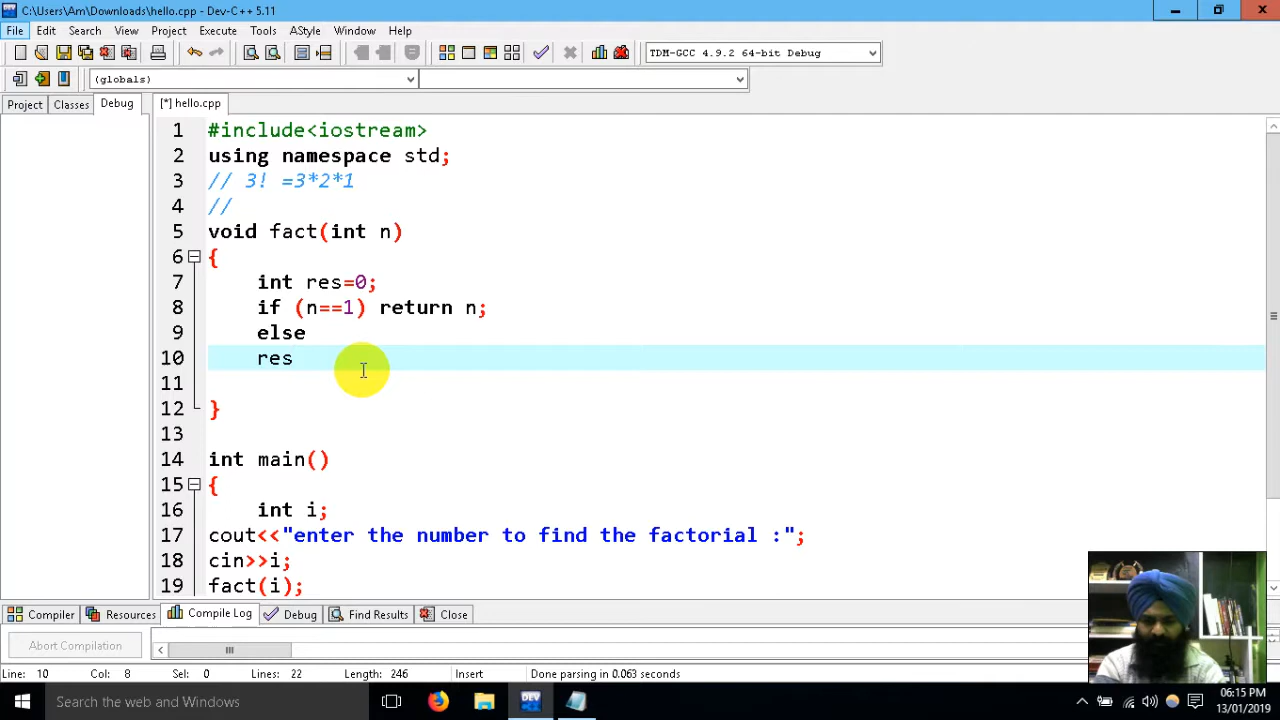 C:\Users\Am\Downloads\hello.cpp - Dev-C++ 5.11
File Edit Search View Project Execute Tools AStyle Window Help
TDM-GCC 4.9.2 64-bit Debug
(globals)
Project Classes Debug [*] hello.cpp
1 #include<iostream>
2 using namespace std;
3 // 3! =3*2*1
4 //
5 void fact(int n)
6 {
7 int res=0;
8 if (n==1) return n;
9 else
10 res
11
12 }
13
14 int main()
15 {
16 int i;
17 cout<<"enter the number to find the factorial :";
18 cin>>i;
19 fact(i);
Compiler Resources Compile Log Debug Find Results Close
Abort Compilation
Line: 10 Col: 8 Sel: 0 Lines: 22 Length: 246 Insert Done parsing in 0.063 seconds
Search the web and Windows
DEV
06:15 PM
13/01/2019